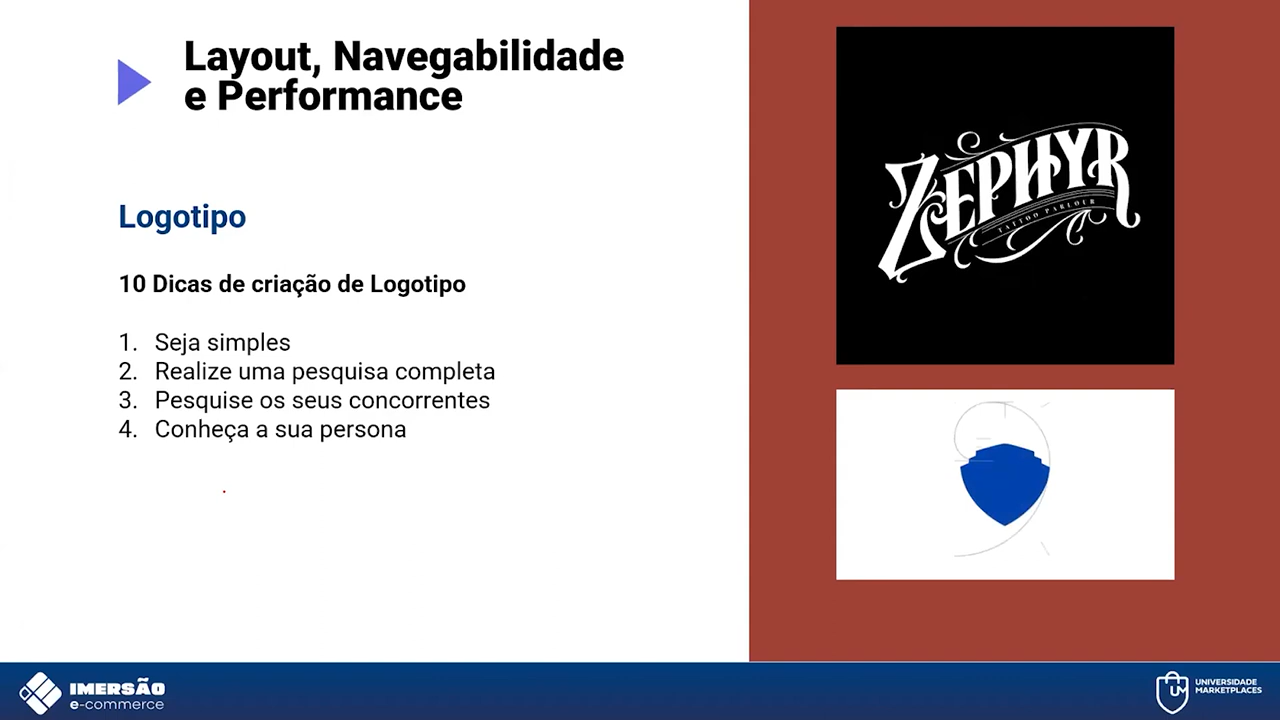 Layout, Navegabilidade
e Performance
Logotipo
10 Dicas de criação de Logotipo
1. Seja simples
2. Realize uma pesquisa completa
3. Pesquise os seus concorrentes
4. Conheça a sua persona
ZEPHYR
TATTOO PARLOUR
IMERSÃO
e-commerce
UM
UNIVERSIDADE
MARKETPLACES